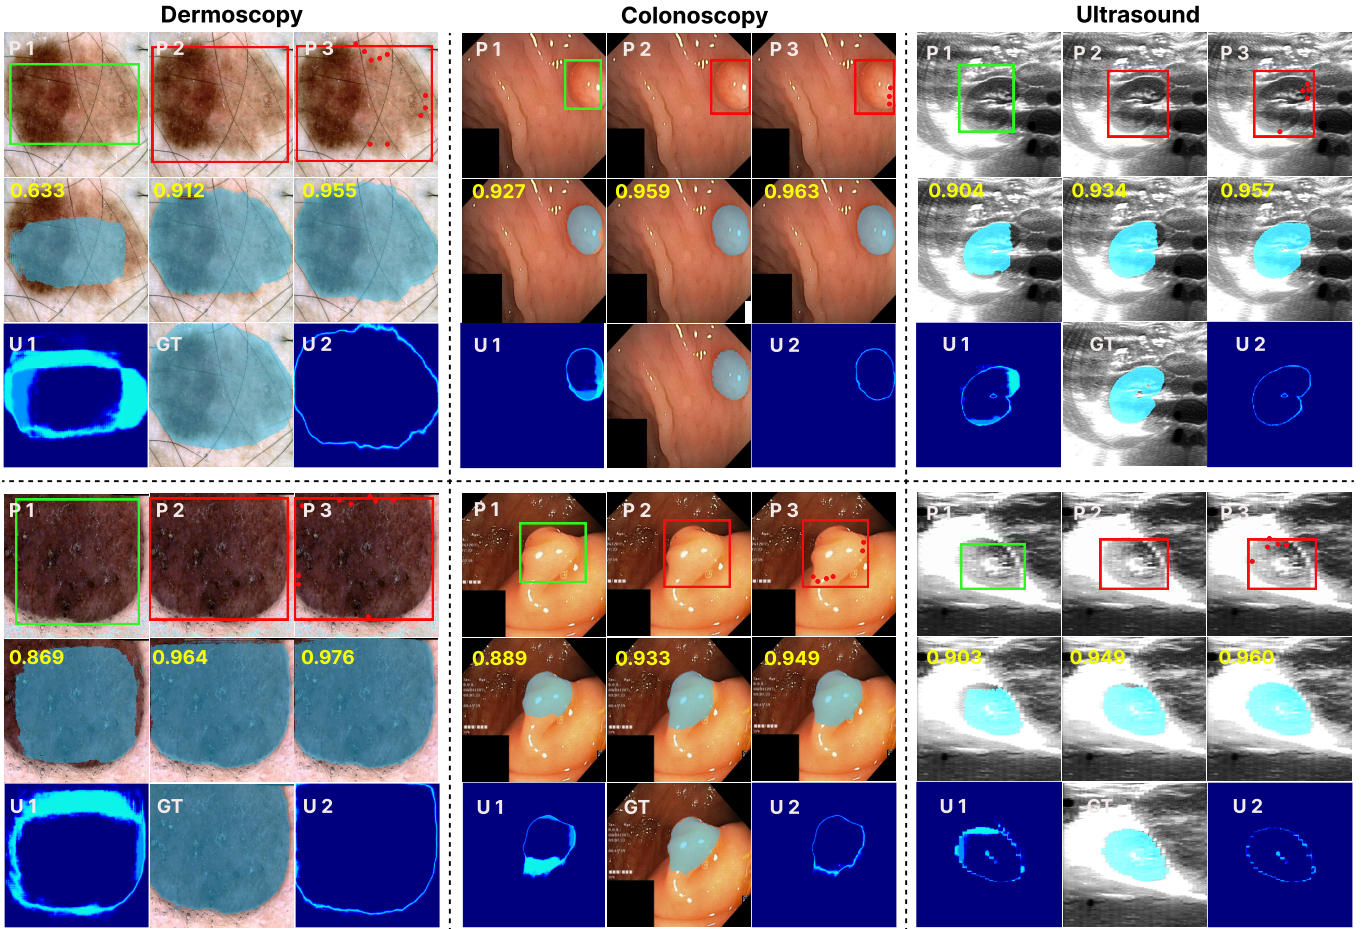 Dermoscopy Colonoscopy Ultrasound
P 1 P 2 P 3 P 1 P 2 P 3 P 1 P 2 P 3
0.633 0.912 0.955 0.927 0.959 0.963 0.904 0.934 0.957
U 1 GT U 2 U 1 U 2 U 1 GT U 2
P 1 P 2 P 3 P 1 P 2 P 3 P 1 P 2 P 3
0.869 0.964 0.976 0.889 0.933 0.949 0.903 0.949 0.960
U 1 GT U 2 U 1 GT U 2 U 1 GT U 2